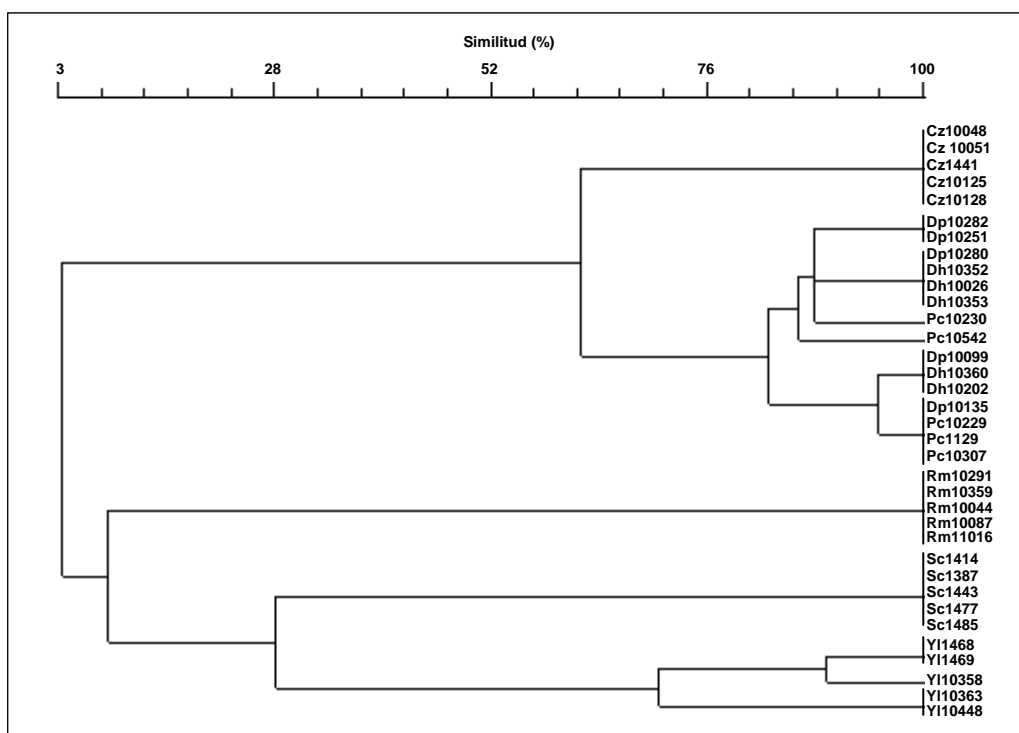 Similitud (%)
3 28 52 76 100
Cz10048
Cz 10051
Cz1441
Cz10125
Cz10128
Dp10282
Dp10251
Dp10280
Dh10352
Dh10026
Dh10353
Pc10230
Pc10542
Dp10099
Dh10360
Dh10202
Dp10135
Pc10229
Pc1129
Pc10307
Rm10291
Rm10359
Rm10044
Rm10087
Rm11016
Sc1414
Sc1387
Sc1443
Sc1477
Sc1485
Yl1468
Yl1469
Yl10358
Yl10363
Yl10448